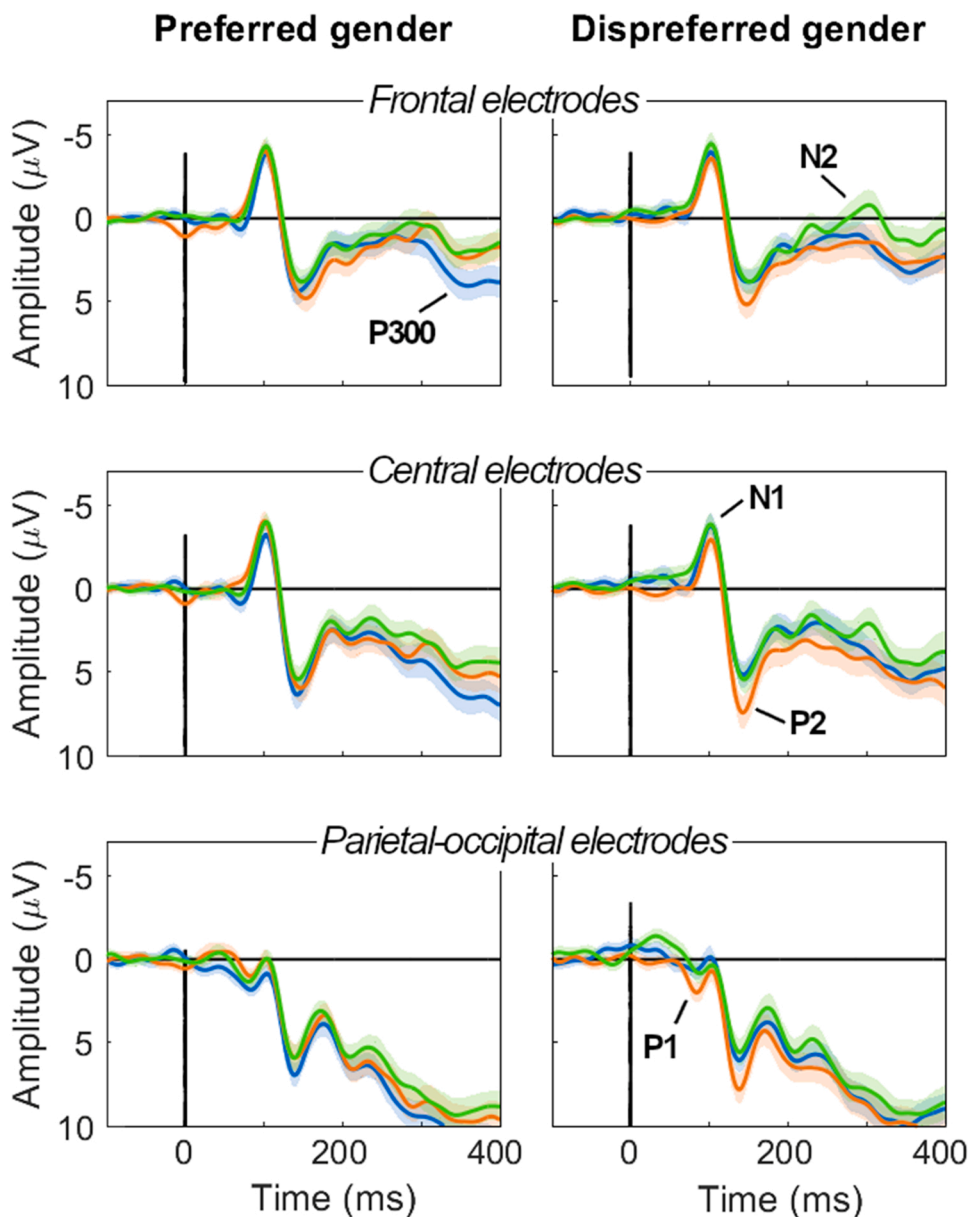 Preferred gender
Dispreferred gender
Frontal electrodes
Amplitude (μV)
-5
0
5
10
P300
N2
Central electrodes
Amplitude (μV)
-5
0
5
10
N1
P2
Parietal-occipital electrodes
Amplitude (μV)
-5
0
5
10
P1
0
200
400
0
200
400
Time (ms)
Time (ms)